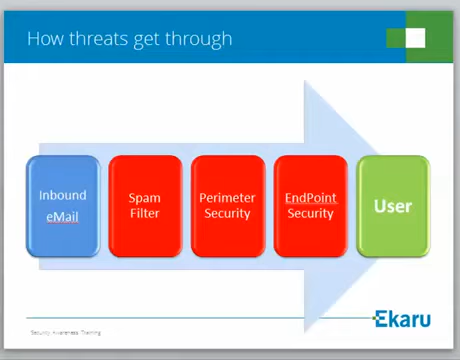 How threats get through
Inbound
eMail
Spam
Filter
Perimeter
Security
EndPoint
Security
User
Ekaru
Security Awareness Training